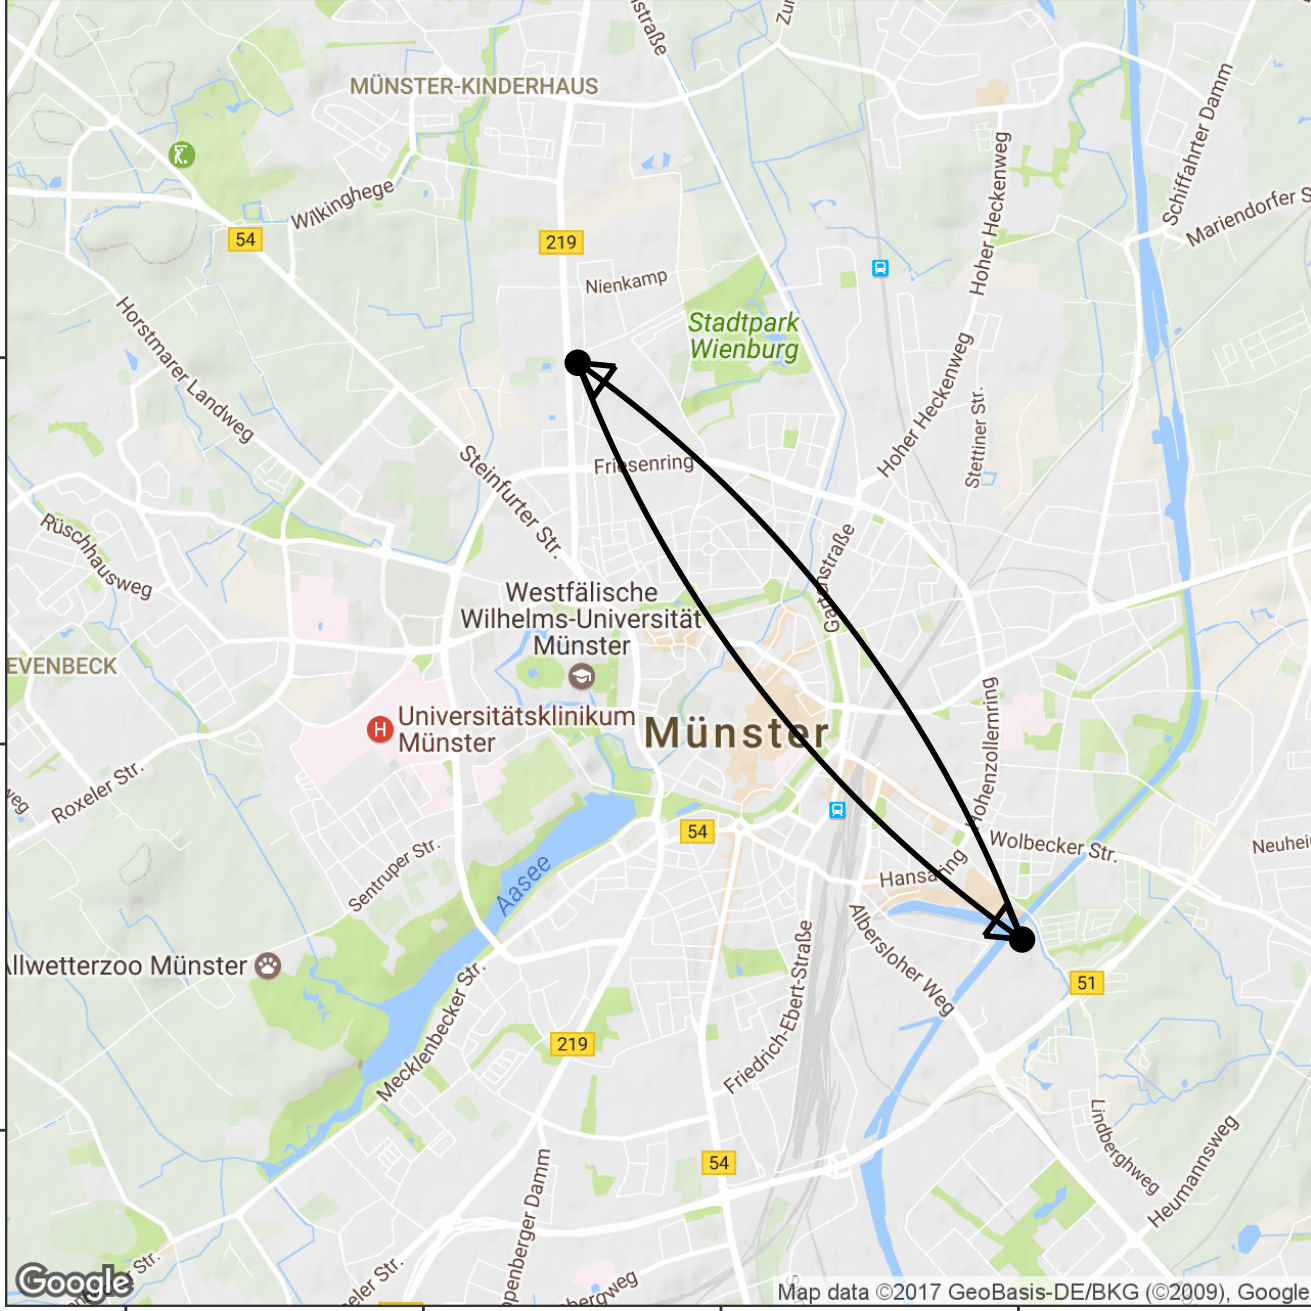 MÜNSTER-KINDERHAUS
Schiffahrter Damm
Hoher Heckenweg
Wilkinghege
Mariendorfer S
54
219
Nienkamp
Stadtpark
Wienburg
Horstmarer Landweg
Hoher Heckenweg
Stettiner Str.
Steinfurter Str.
Friesenring
Rüschhausweg
Gartenstraße
Westfälische
Wilhelms-Universität
Münster
EVENBECK
Universitätsklinikum
Münster
H
Münster
Hohenzollernring
Roxeler Str.
weg
54
Wolbecker Str.
Neuhei
Sentruper Str.
Hansaring
Aasee
Albersloher Weg
Allwetterzoo Münster
51
Mecklenbecker Str.
Friedrich-Ebert-Straße
219
Lindberghweg
Heumannsweg
54
Google
Map data ©2017 GeoBasis-DE/BKG (©2009), Google